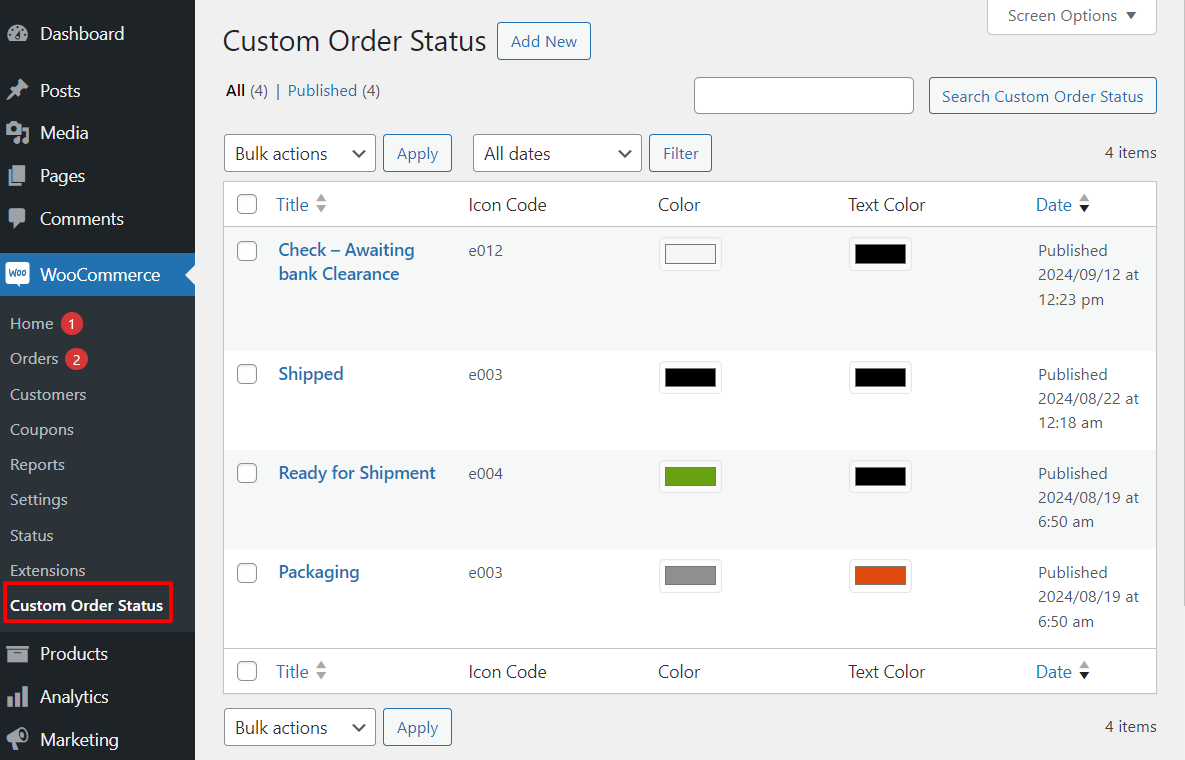 Dashboard
Posts
Media
Pages
Comments
Woo WooCommerce
Home 1
Orders 2
Customers
Coupons
Reports
Settings
Status
Extensions
Custom Order Status
Products
Analytics
Marketing
Screen Options
Custom Order Status Add New
All (4) | Published (4)
Search Custom Order Status
Bulk actions Apply All dates Filter 4 items
Title Icon Code Color Text Color Date
Check – Awaiting
bank Clearance
e012
Published
2024/09/12 at
12:23 pm
Shipped e003 Published
2024/08/22 at
12:18 am
Ready for Shipment e004 Published
2024/08/19 at
6:50 am
Packaging e003 Published
2024/08/19 at
6:50 am
Title Icon Code Color Text Color Date
Bulk actions Apply 4 items